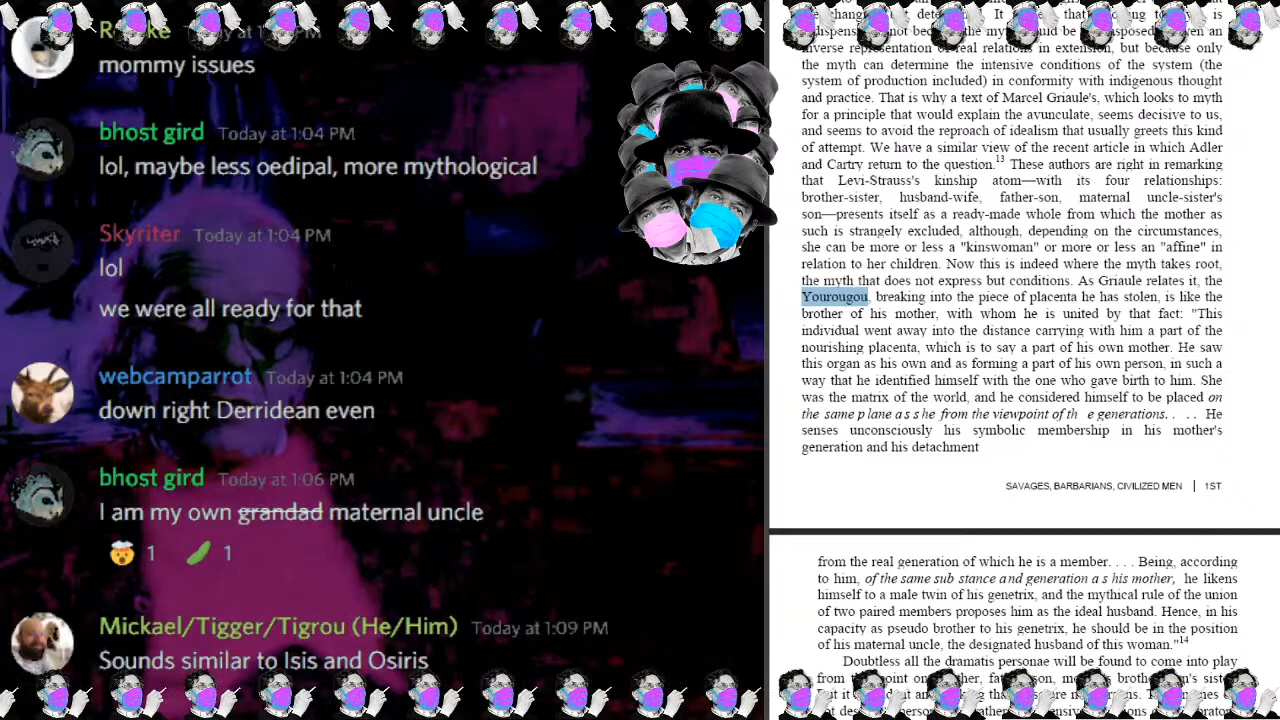 mommy issues
bhost gird Today at 1:04 PM
lol, maybe less oedipal, more mythological
Skyriter Today at 1:04 PM
lol
we were all ready for that
webcamparrot Today at 1:04 PM
down right Derridean even
bhost gird Today at 1:06 PM
I am my own grandad maternal uncle
1 1
Mickael/Tigger/Tigrou (He/Him) Today at 1:09 PM
Sounds similar to Isis and Osiris
the myth can determine the intensive conditions of the system (the
system of production included) in conformity with indigenous thought
and practice. That is why a text of Marcel Griaule's, which looks to myth
for a principle that would explain the avunculate, seems decisive to us,
and seems to avoid the reproach of idealism that usually greets this kind
of attempt. We have a similar view of the recent article in which Adler
and Cartry return to the question.13 These authors are right in remarking
that Levi-Strauss's kinship atom—with its four relationships:
brother-sister, husband-wife, father-son, maternal uncle-sister's
son—presents itself as a ready-made whole from which the mother as
such is strangely excluded, although, depending on the circumstances,
she can be more or less a "kinswoman" or more or less an "affine" in
relation to her children. Now this is indeed where the myth takes root,
the myth that does not express but conditions. As Griaule relates it, the
Yourougou, breaking into the piece of placenta he has stolen, is like the
brother of his mother, with whom he is united by that fact: "This
individual went away into the distance carrying with him a part of the
nourishing placenta, which is to say a part of his own mother. He saw
this organ as his own and as forming a part of his own person, in such a
way that he identified himself with the one who gave birth to him. She
was the matrix of the world, and he considered himself to be placed on
the same p lane a s s he from the viewpoint of th e generations. . . . He
senses unconsciously his symbolic membership in his mother's
generation and his detachment
SAVAGES, BARBARIANS, CIVILIZED MEN | 1ST
from the real generation of which he is a member. . . . Being, according
to him, of the same sub stance and generation a s his mother, he likens
himself to a male twin of his genetrix, and the mythical rule of the union
of two paired members proposes him as the ideal husband. Hence, in his
capacity as pseudo brother to his genetrix, he should be in the position
of his maternal uncle, the designated husband of this woman."14
Doubtless all the dramatis personae will be found to come into play